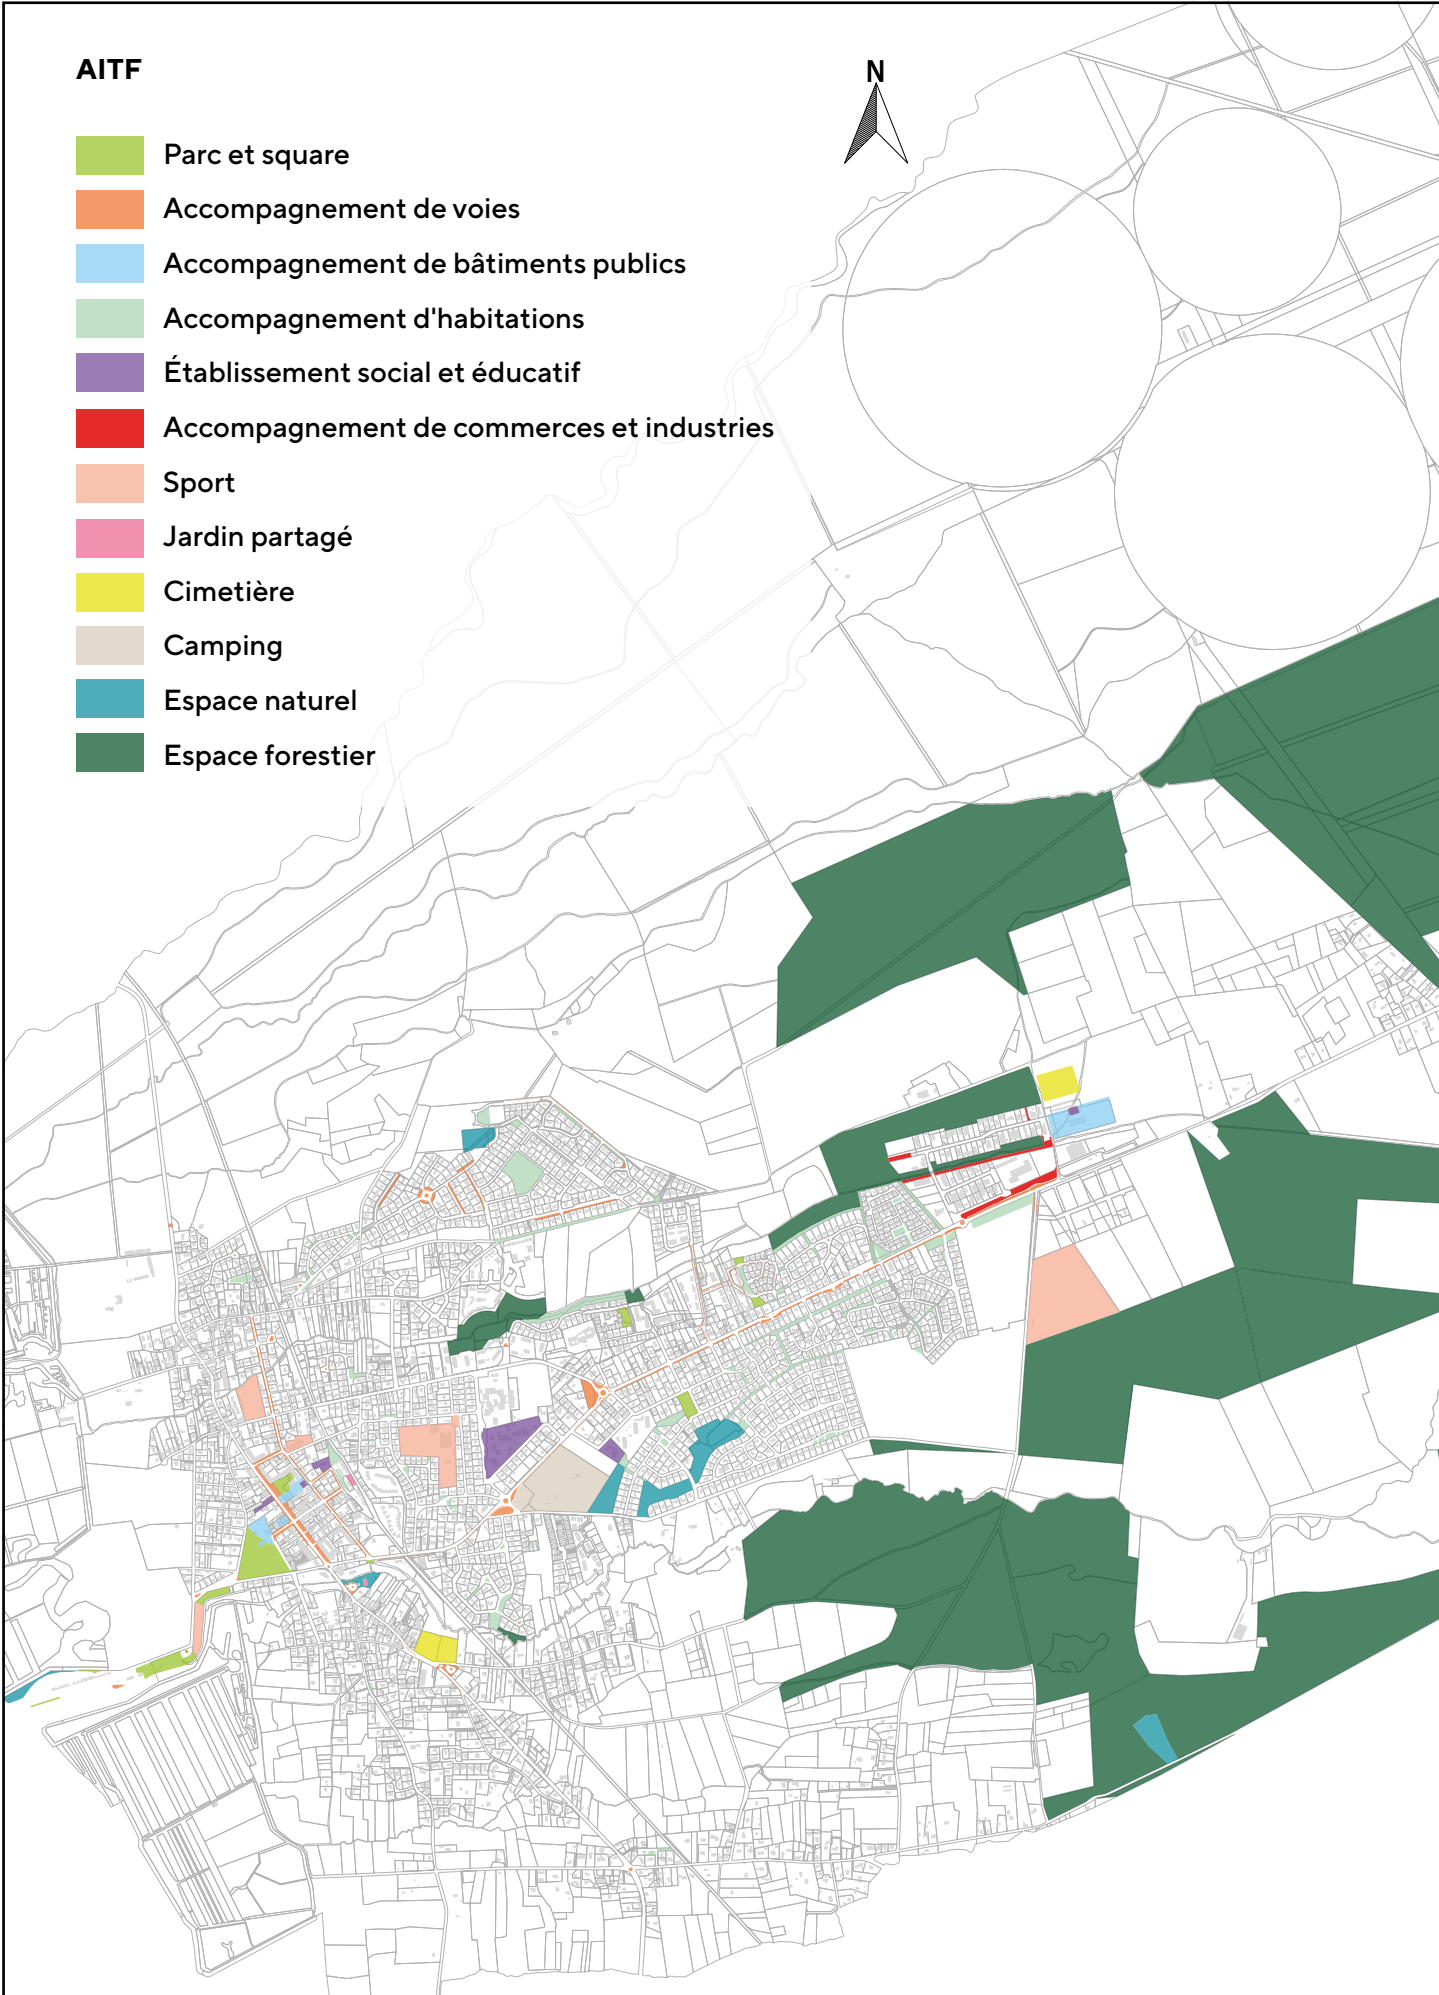 AITF
N
Parc et square
Accompagnement de voies
Accompagnement de bâtiments publics
Accompagnement d'habitations
Établissement social et éducatif
Accompagnement de commerces et industries
Sport
Jardin partagé
Cimetière
Camping
Espace naturel
Espace forestier